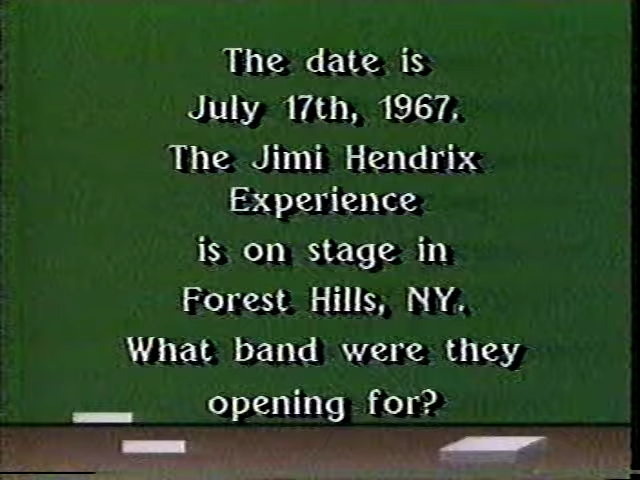 The date is
July 17th, 1967.
The Jimi Hendrix
Experience
is on stage in
Forest Hills, NY.
What band were they
opening for?